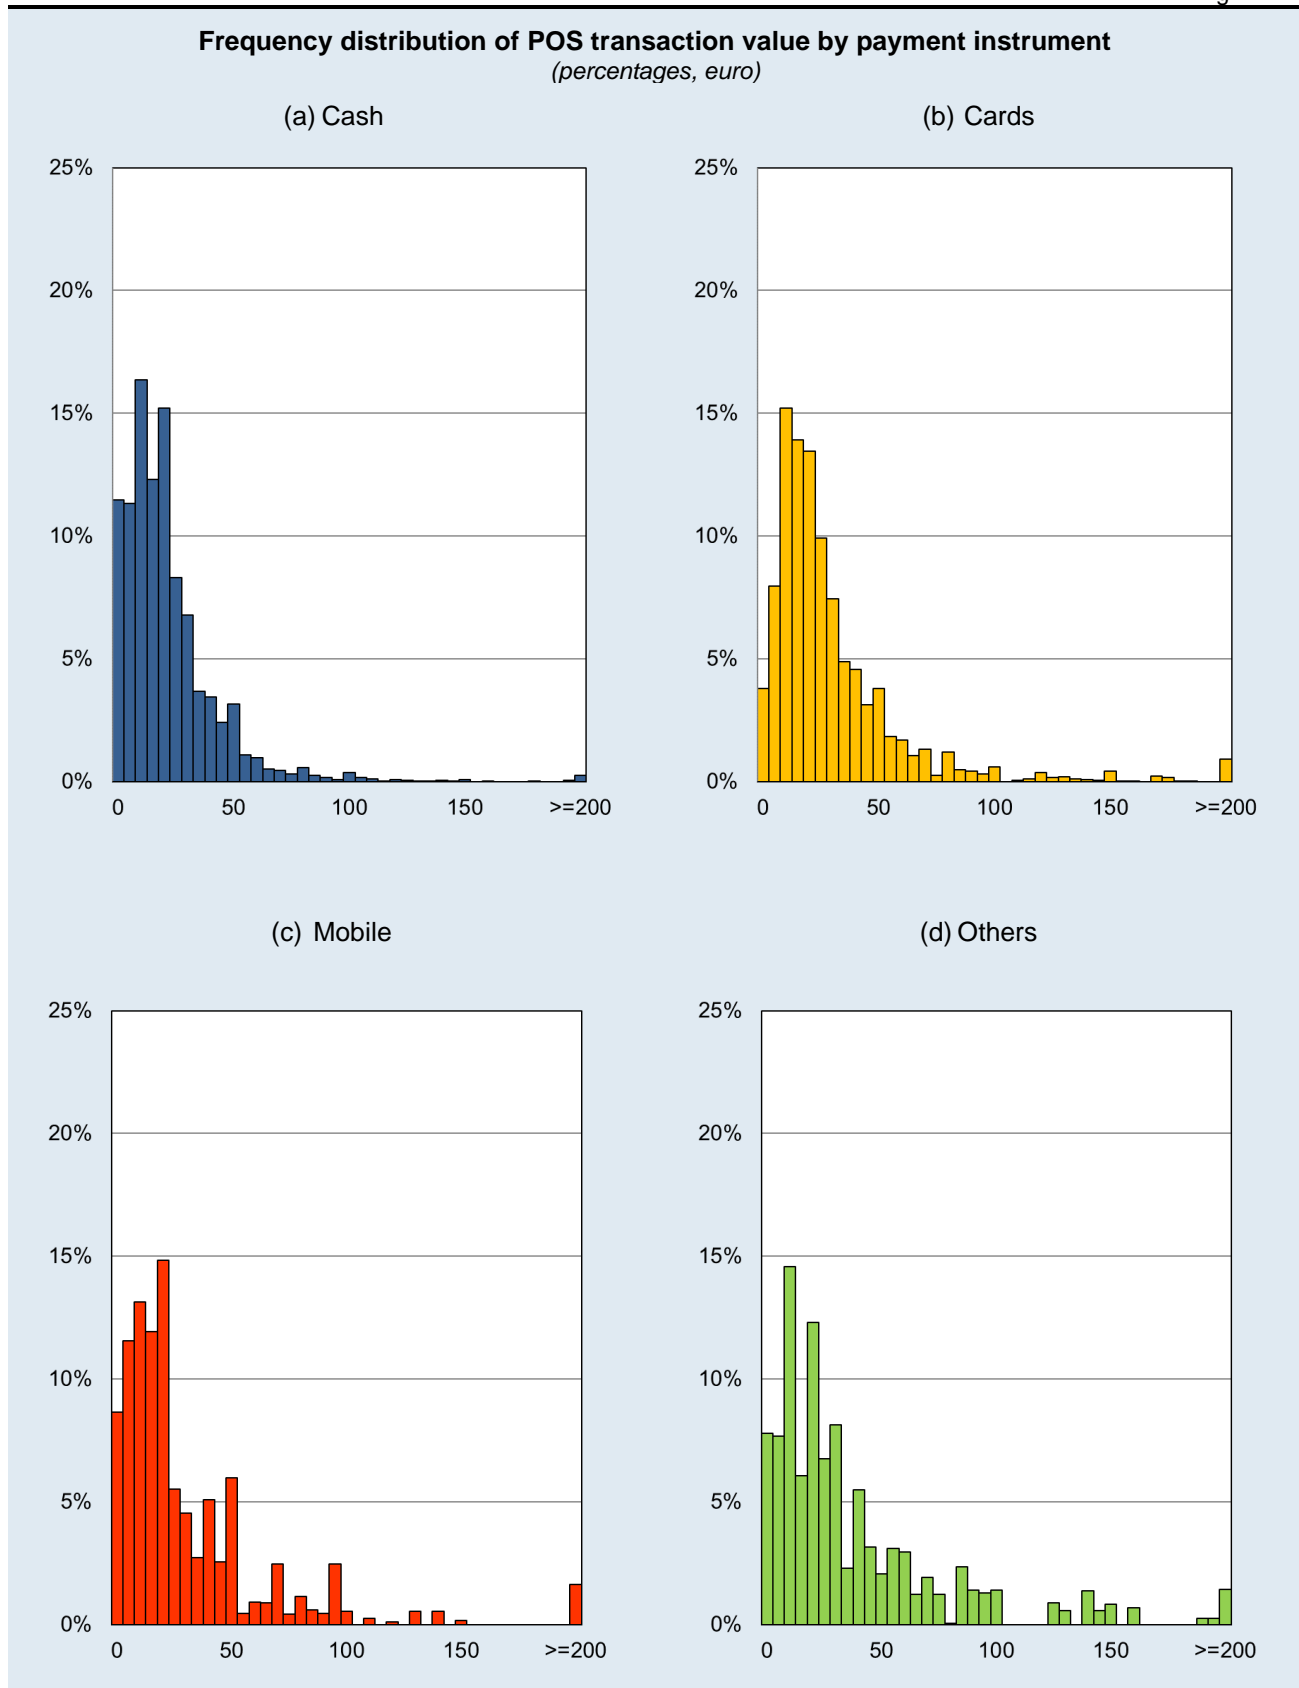 Frequency distribution of POS transaction value by payment instrument
(percentages, euro)
(a) Cash
(b) Cards
25%
20%
15%
10%
5%
0%
0 50 100 150 >=200
25%
20%
15%
10%
5%
0%
0 50 100 150 >=200
(c) Mobile
(d) Others
25%
20%
15%
10%
5%
0%
0 50 100 150 >=200
25%
20%
15%
10%
5%
0%
0 50 100 150 >=200